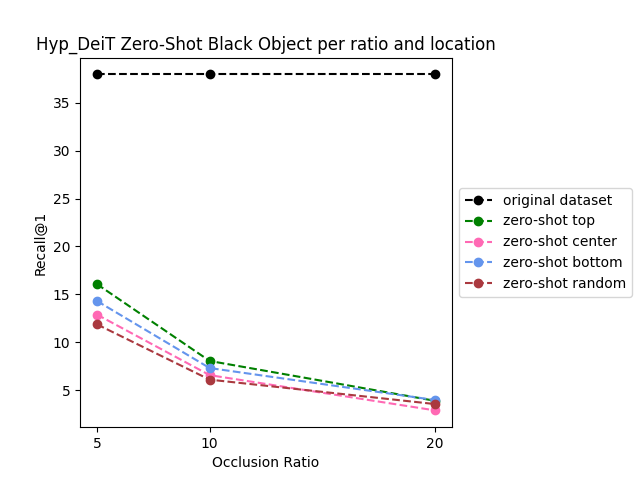 Hyp_DeiT Zero-Shot Black Object per ratio and location
Recall@1
35
30
25
20
15
10
5
5 10 20
Occlusion Ratio
original dataset
zero-shot top
zero-shot center
zero-shot bottom
zero-shot random